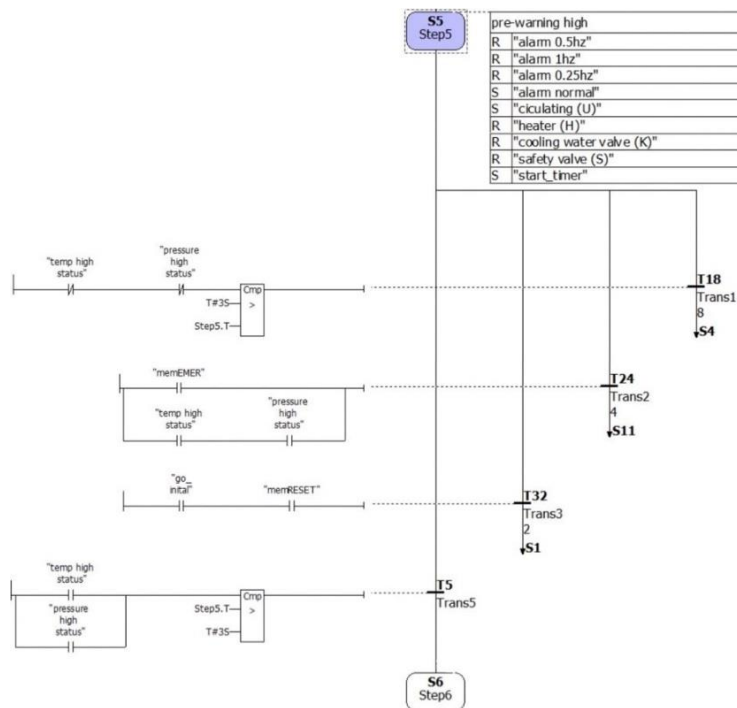 S5
Step5
pre-warning high
R "alarm 0.5hz"
R "alarm 1hz"
R "alarm 0.25hz"
S "alarm normal"
S "ciculating (U)"
R "heater (H)"
R "cooling water valve (K)"
R "safety valve (S)"
S "start_timer"
"temp high
status"
"pressure
high
status"
Cmp
>
T#3S
Step5.T
T18
Trans1
8
S4
"memEMER"
"temp high
status"
"pressure
high
status"
T24
Trans2
4
S11
"go_
inital"
"memRESET"
T32
Trans3
2
S1
"temp high
status"
"pressure
high
status"
Cmp
>
Step5.T
T#3S
T5
Trans5
S6
Step6